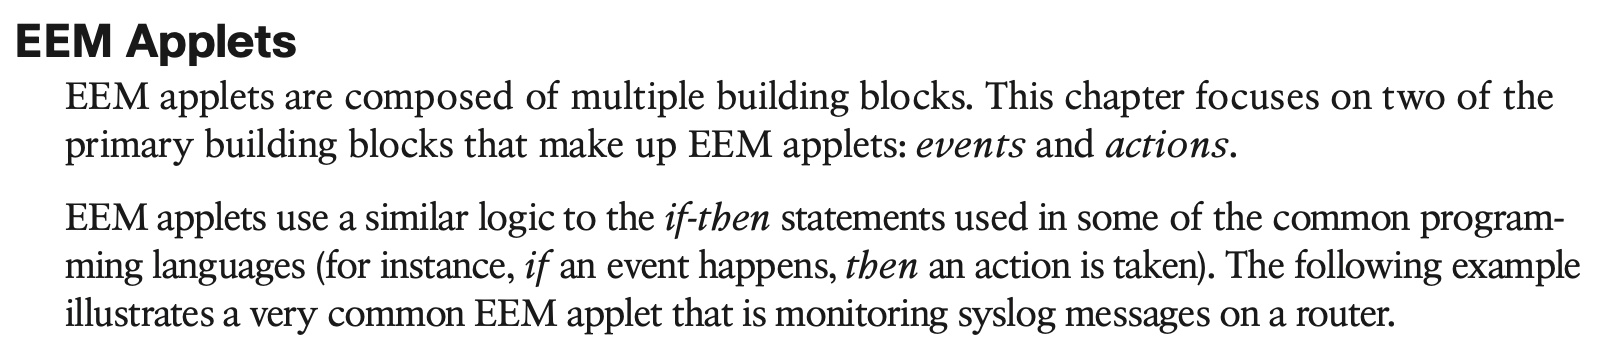 EEM Applets
EEM applets are composed of multiple building blocks. This chapter focuses on two of the
primary building blocks that make up EEM applets: events and actions.
EEM applets use a similar logic to the if-then statements used in some of the common program-
ming languages (for instance, if an event happens, then an action is taken). The following example
illustrates a very common EEM applet that is monitoring syslog messages on a router.